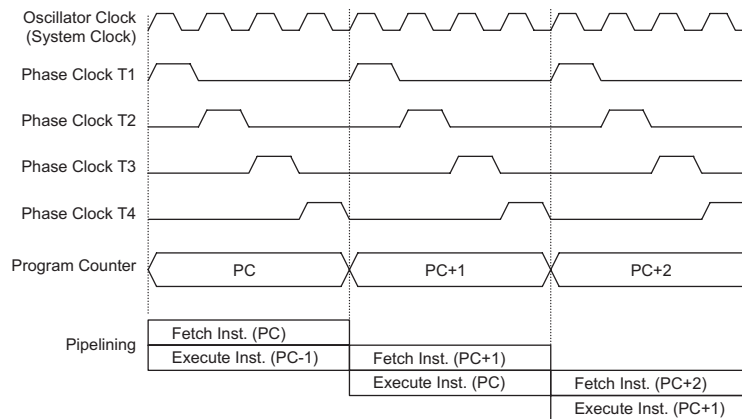 Oscillator Clock
(System Clock)
Phase Clock T1
Phase Clock T2
Phase Clock T3
Phase Clock T4
Program Counter
PC
PC+1
PC+2
Pipelining
Fetch Inst. (PC)
Execute Inst. (PC-1)
Fetch Inst. (PC+1)
Execute Inst. (PC)
Fetch Inst. (PC+2)
Execute Inst. (PC+1)